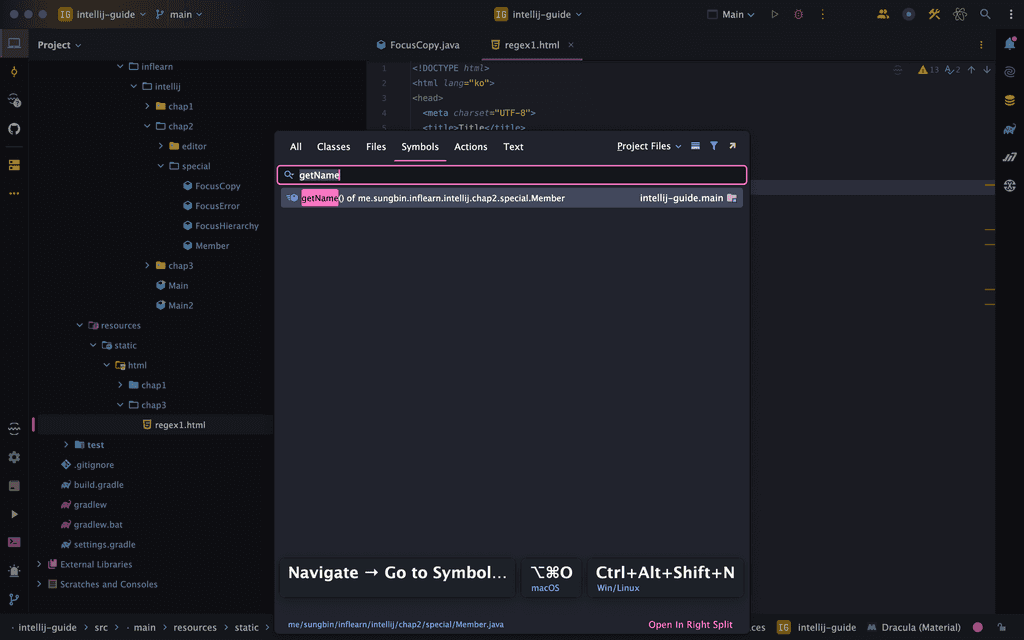 IG intellij-guide main
IG intellij-guide
Main
Project
FocusCopy.java
regex1.html
inflearn
intellij
chap1
chap2
editor
special
FocusCopy
FocusError
FocusHierarchy
Member
chap3
Main
Main2
resources
static
html
chap1
chap3
regex1.html
test
.gitignore
build.gradle
gradlew
gradlew.bat
settings.gradle
External Libraries
Scratches and Consoles
1 <!DOCTYPE html>
2 <html lang="ko">
3 <head>
4 <meta charset="UTF-8">
5 <title>Title</title>
13 2
All Classes Files Symbols Actions Text Project Files
getName
getName() of me.sungbin.inflearn.intellij.chap2.special.Member intellij-guide.main
Navigate → Go to Symbol...
⌥⌘O
macOS
Ctrl+Alt+Shift+N
Win/Linux
me/sungbin/inflearn/intellij/chap2/special/Member.java Open In Right Split
intellij-guide > src > main > resources > static >
ces IG intellij-guide Dracula (Material)